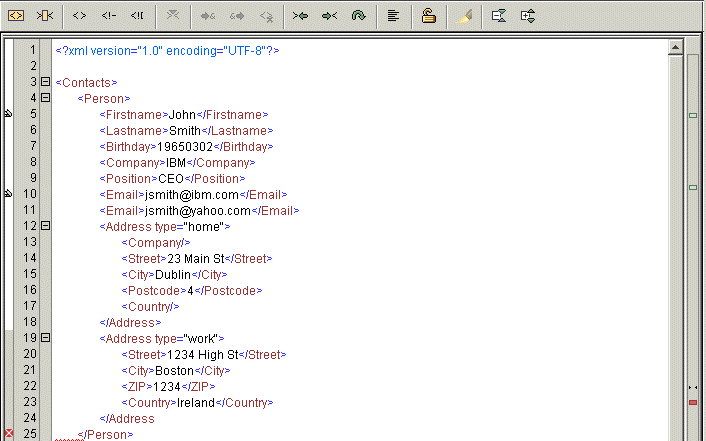 1 <?xml version="1.0" encoding="UTF-8"?>
2
3 <Contacts>
4 <Person>
5 <Firstname>John</Firstname>
6 <Lastname>Smith</Lastname>
7 <Birthday>19650302</Birthday>
8 <Company>IBM</Company>
9 <Position>CEO</Position>
10 <Email>jsmith@ibm.com</Email>
11 <Email>jsmith@yahoo.com</Email>
12 <Address type="home">
13 <Company/>
14 <Street>23 Main St</Street>
15 <City>Dublin</City>
16 <Postcode>4</Postcode>
17 <Country/>
18 </Address>
19 <Address type="work">
20 <Street>1234 High St</Street>
21 <City>Boston</City>
22 <ZIP>1234</ZIP>
23 <Country>Ireland</Country>
24 </Address
25 </Person>